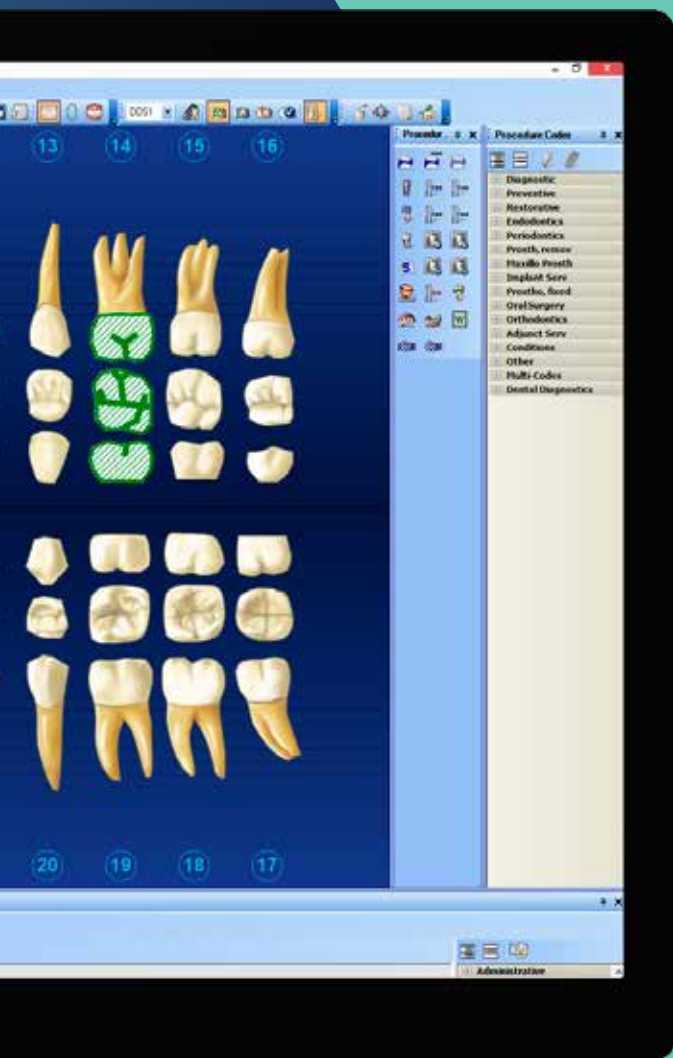 DDS1
13 14 15 16
Procedur...
Procedure Codes
Diagnostic
Preventive
Restorative
Endodontics
Periodontics
Prosth, remov
Maxillo Prosth
Implant Serv
Prostho, fixed
Oral Surgery
Orthodontics
Adjunct Serv
Conditions
Other
Multi-Codes
Dental Diagnostics
S
W
20 19 18 17
Administrative